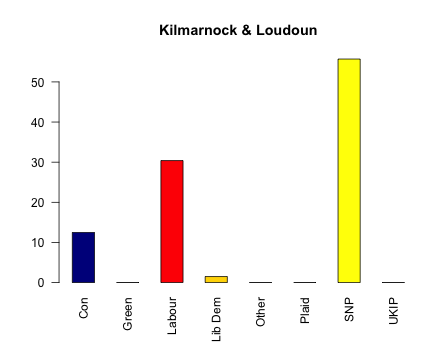 Kilmarnock & Loudoun
50
40
30
20
10
0
Con
Green
Labour
Lib Dem
Other
Plaid
SNP
UKIP